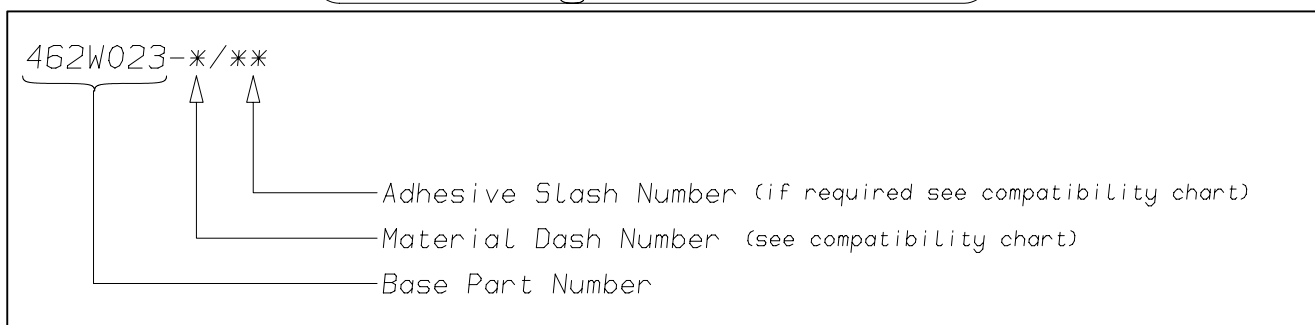 462W023-*/**
Adhesive Slash Number (if required see compatibility chart)
Material Dash Number (see compatibility chart)
Base Part Number